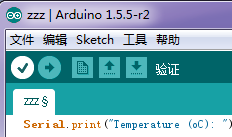 zzz | Arduino 1.5.5-r2
文件 编辑 Sketch 工具 帮助
验证
zzz §
Serial.print("Temperature (oC): ")